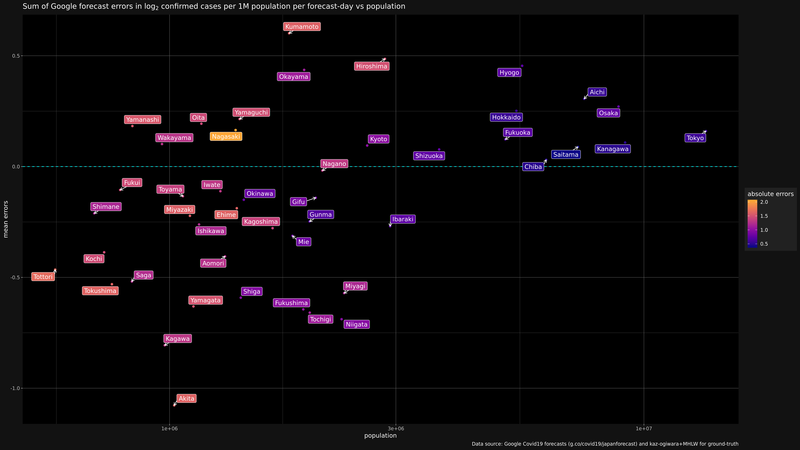 Sum of Google forecast errors in log2 confirmed cases per 1M population per forecast-day vs population
Kumamoto
0.5
Hiroshima
Okayama
Hyogo
Aichi
Osaka
Yamanashi
Oita
Yamaguchi
Hokkaido
Wakayama
Nagasaki
Kyoto
Fukuoka
Tokyo
Shizuoka
Saitama
Kanagawa
0.0
Nagano
Chiba
Fukui
Toyama
Iwate
Okinawa
Gifu
Shimane
Miyazaki
Ehime
Kagoshima
Gunma
Ibaraki
Ishikawa
Mie
Kochi
Aomori
-0.5
Tottori
Saga
Tokushima
Yamagata
Shiga
Fukushima
Miyagi
Tochigi
Niigata
Kagawa
-1.0
Akita
mean errors
1e+06
3e+06
1e+07
population
absolute errors
2.0
1.5
1.0
0.5
Data source: Google Covid19 forecasts (g.co/covid19/japanforecast) and kaz-ogiwara+MHLW for ground-truth